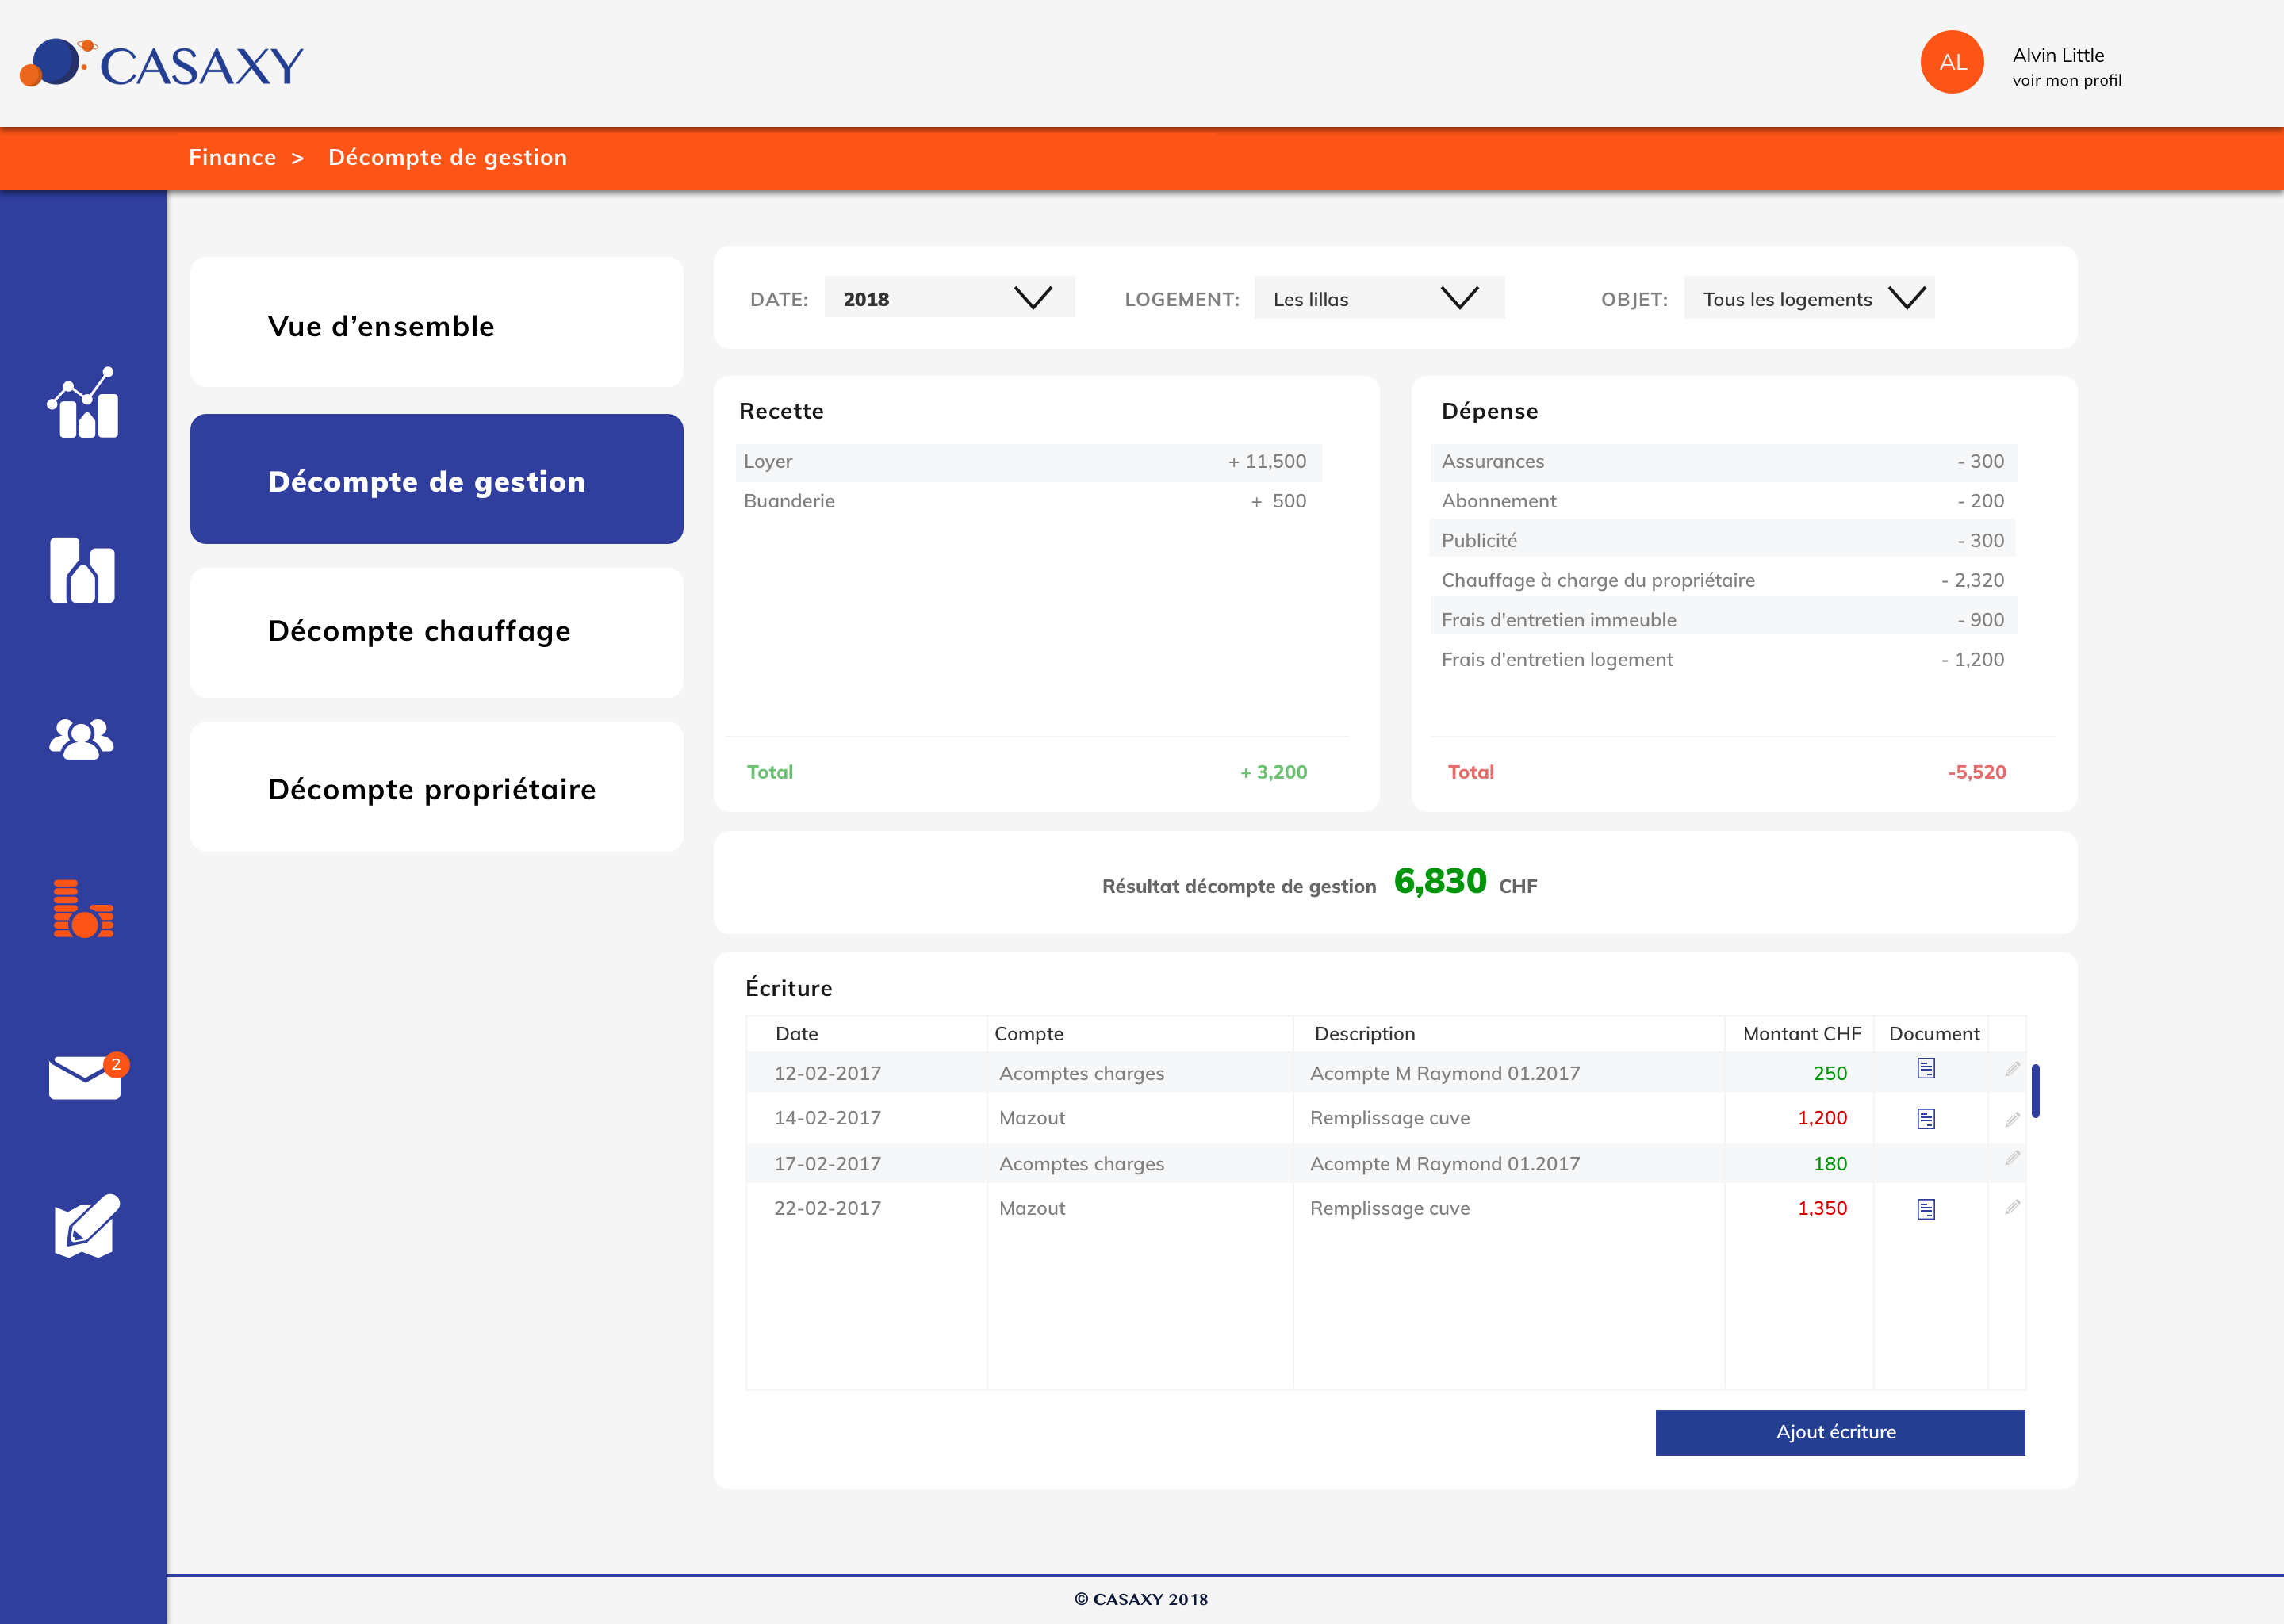 CASAXY
AL
Alvin Little
voir mon profil
Finance > Décompte de gestion
Vue d’ensemble
Décompte de gestion
Décompte chauffage
Décompte propriétaire
2
DATE: 2018 LOGEMENT: Les lillas OBJET: Tous les logements
Recette
Loyer + 11,500
Buanderie + 500
Total + 3,200
Dépense
Assurances - 300
Abonnement - 200
Publicité - 300
Chauffage à charge du propriétaire - 2,320
Frais d'entretien immeuble - 900
Frais d'entretien logement - 1,200
Total -5,520
Résultat décompte de gestion 6,830 CHF
Écriture
Date Compte Description Montant CHF Document
12-02-2017 Acomptes charges Acompte M Raymond 01.2017 250
14-02-2017 Mazout Remplissage cuve 1,200
17-02-2017 Acomptes charges Acompte M Raymond 01.2017 180
22-02-2017 Mazout Remplissage cuve 1,350
Ajout écriture
© CASAXY 2018